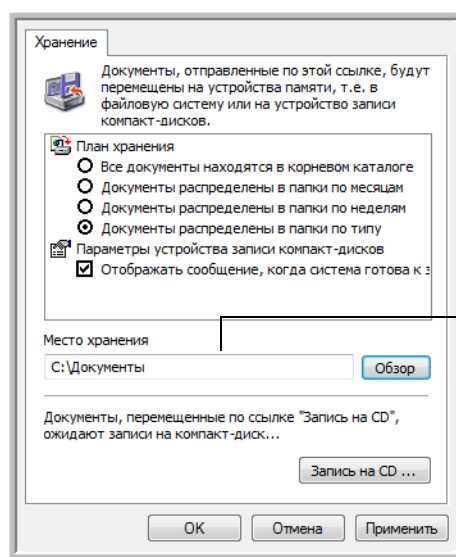 Хранение
Документы, отправленные по этой ссылке, будут
перемещены на устройства памяти, т.е. в
файловую систему или на устройство записи
компакт-дисков.
План хранения
Все документы находятся в корневом каталоге
Документы распределены в папки по месяцам
Документы распределены в папки по неделям
Документы распределены в папки по типу
Параметры устройства записи компакт-дисков
Отображать сообщение, когда система готова к з
Место хранения
C:\Документы
Обзор
Документы, перемещенные по ссылке "Запись на CD",
ожидают записи на компакт-диск...
Запись на CD ...
OK
Отмена
Применить